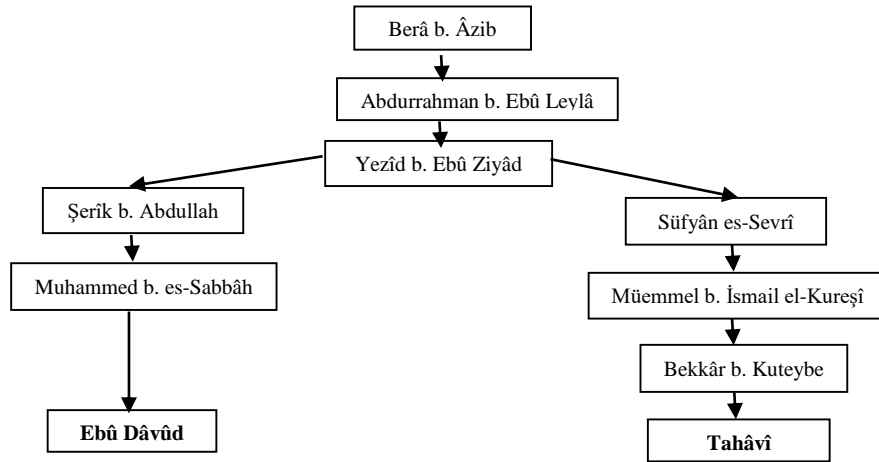 Berâ b. Âzib
Abdurrahman b. Ebû Leylâ
Yezîd b. Ebû Ziyâd
Şerîk b. Abdullah
Süfyân es-Sevrî
Muhammed b. es-Sabbâh
Müemmel b. İsmail el-Kureşî
Bekkâr b. Kuteybe
Ebû Dâvûd
Tahâvî